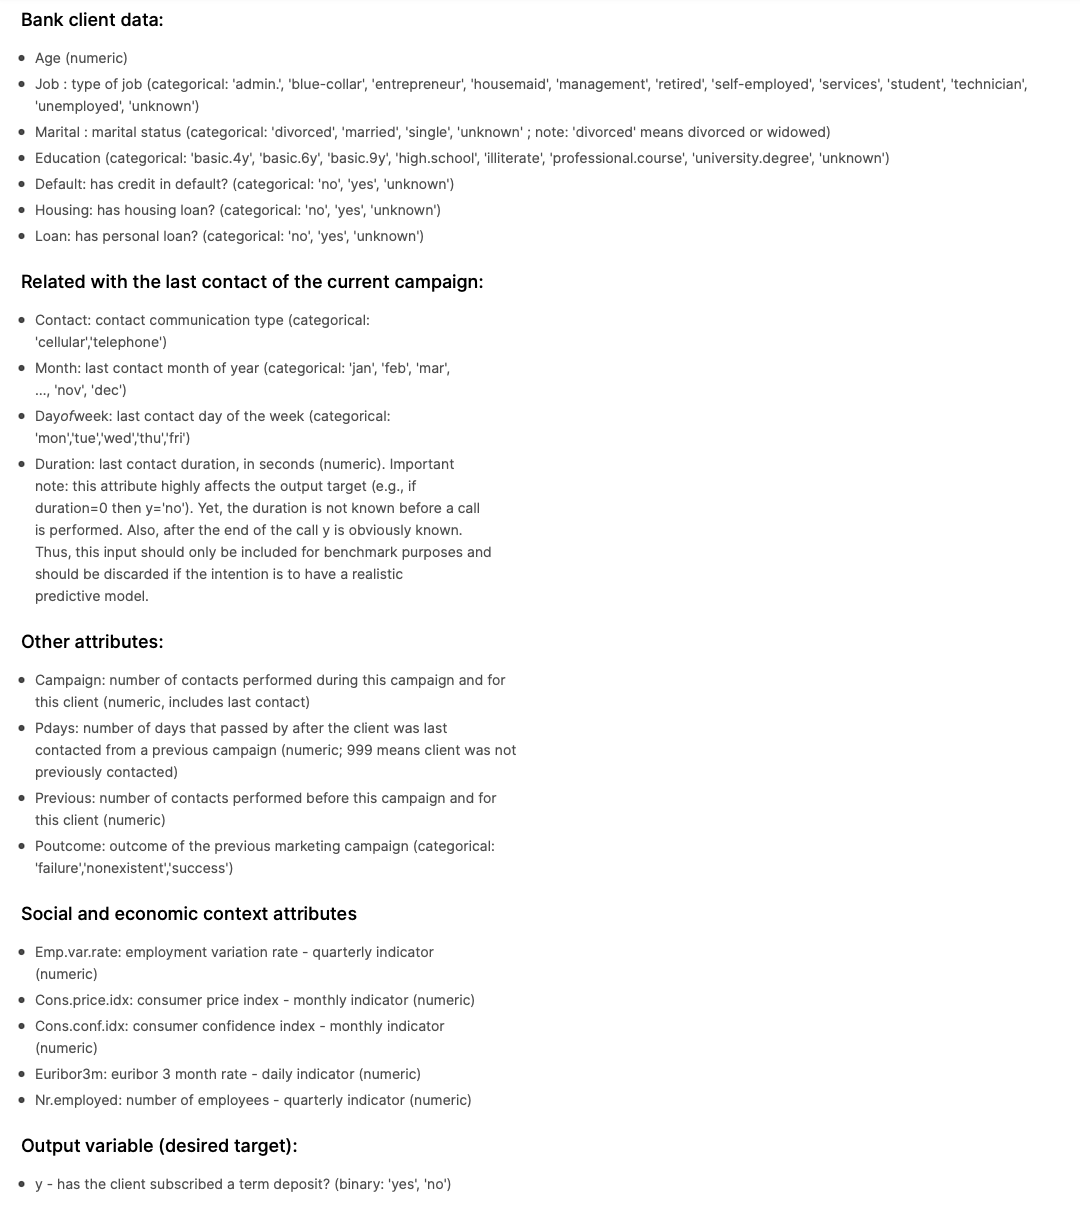 Bank client data:
Age (numeric)
Job : type of job (categorical: 'admin.', 'blue-collar', 'entrepreneur', 'housemaid', 'management', 'retired', 'self-employed', 'services', 'student', 'technician',
'unemployed', 'unknown')
Marital : marital status (categorical: 'divorced', 'married', 'single', 'unknown' ; note: 'divorced' means divorced or widowed)
Education (categorical: 'basic.4y', 'basic.6y', 'basic.9y', 'high.school', 'illiterate', 'professional.course', 'university.degree', 'unknown')
Default: has credit in default? (categorical: 'no', 'yes', 'unknown')
Housing: has housing loan? (categorical: 'no', 'yes', 'unknown')
Loan: has personal loan? (categorical: 'no', 'yes', 'unknown')
Related with the last contact of the current campaign:
Contact: contact communication type (categorical:
'cellular','telephone')
Month: last contact month of year (categorical: 'jan', 'feb', 'mar',
..., 'nov', 'dec')
Dayofweek: last contact day of the week (categorical:
'mon','tue','wed','thu','fri')
Duration: last contact duration, in seconds (numeric). Important
note: this attribute highly affects the output target (e.g., if
duration=0 then y='no'). Yet, the duration is not known before a call
is performed. Also, after the end of the call y is obviously known.
Thus, this input should only be included for benchmark purposes and
should be discarded if the intention is to have a realistic
predictive model.
Other attributes:
Campaign: number of contacts performed during this campaign and for
this client (numeric, includes last contact)
Pdays: number of days that passed by after the client was last
contacted from a previous campaign (numeric; 999 means client was not
previously contacted)
Previous: number of contacts performed before this campaign and for
this client (numeric)
Poutcome: outcome of the previous marketing campaign (categorical:
'failure','nonexistent','success')
Social and economic context attributes
Emp.var.rate: employment variation rate - quarterly indicator
(numeric)
Cons.price.idx: consumer price index - monthly indicator (numeric)
Cons.conf.idx: consumer confidence index - monthly indicator
(numeric)
Euribor3m: euribor 3 month rate - daily indicator (numeric)
Nr.employed: number of employees - quarterly indicator (numeric)
Output variable (desired target):
y - has the client subscribed a term deposit? (binary: 'yes', 'no')